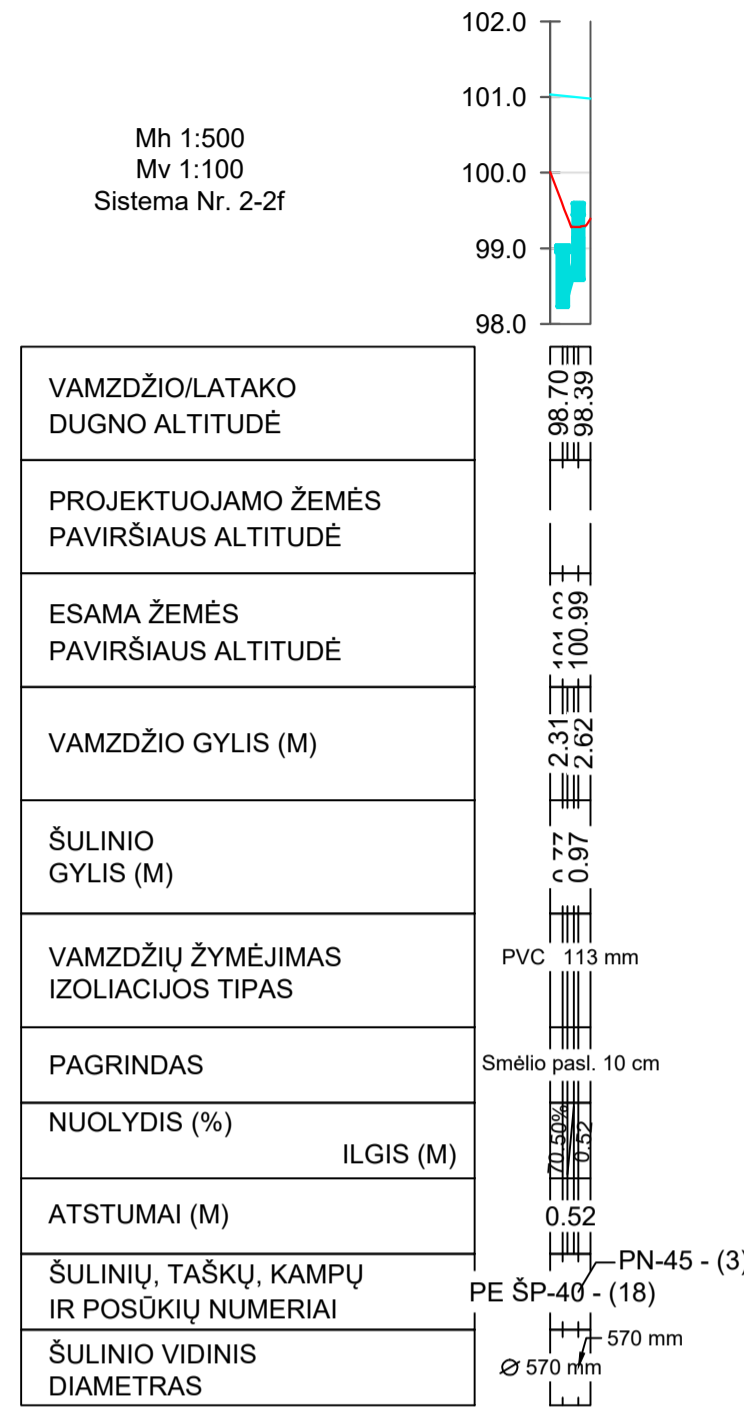 102.0
101.0
100.0
99.0
98.0
Mh 1:500
Mv 1:100
Sistema Nr. 2-2f
VAMZDŽIO/LATAKO
DUGNO ALTITUDĖ
98.70
98.39
PROJEKTUOJAMO ŽEMĖS
PAVIRŠIAUS ALTITUDĖ
ESAMA ŽEMĖS
PAVIRŠIAUS ALTITUDĖ
100.99
VAMZDŽIO GYLIS (M)
2.31
2.62
ŠULINIO
GYLIS (M)
0.77
0.97
VAMZDŽIŲ ŽYMĖJIMAS
IZOLIACIJOS TIPAS
PVC 113 mm
PAGRINDAS
Smėlio pasl. 10 cm
NUOLYDIS (%)
ILGIS (M)
70.50%
0.52
ATSTUMAI (M)
0.52
ŠULINIŲ, TAŠKŲ, KAMPŲ
IR POSŪKIŲ NUMERIAI
PN-45 - (3)
PE ŠP-40 - (18)
ŠULINIO VIDINIS
DIAMETRAS
570 mm
Ø 570 mm